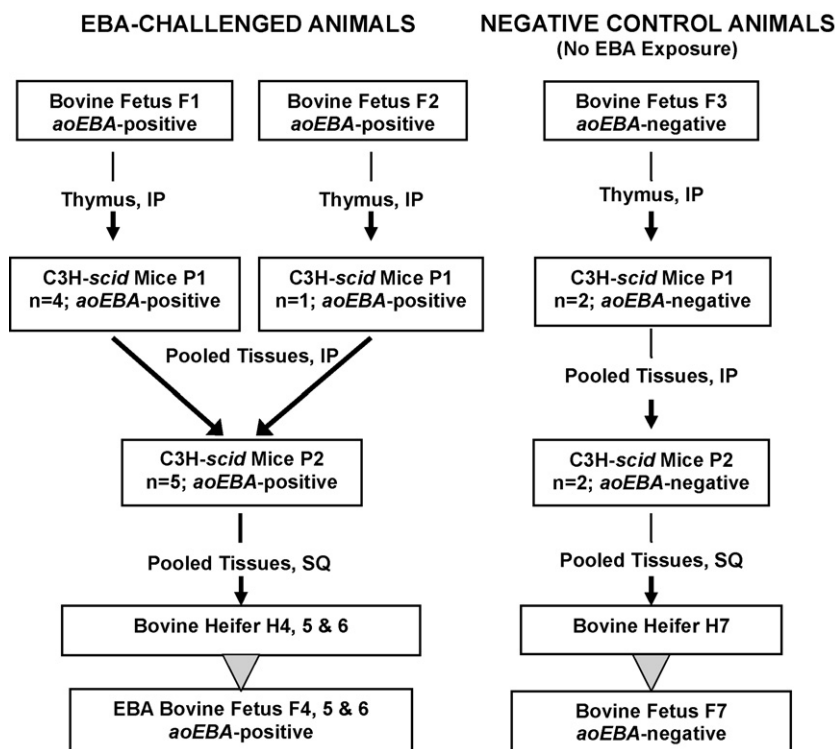 EBA-CHALLENGED ANIMALS
NEGATIVE CONTROL ANIMALS
(No EBA Exposure)
Bovine Fetus F1
aoEBA-positive
Bovine Fetus F2
aoEBA-positive
Bovine Fetus F3
aoEBA-negative
Thymus, IP
Thymus, IP
Thymus, IP
C3H-scid Mice P1
n=4; aoEBA-positive
C3H-scid Mice P1
n=1; aoEBA-positive
C3H-scid Mice P1
n=2; aoEBA-negative
Pooled Tissues, IP
Pooled Tissues, IP
C3H-scid Mice P2
n=5; aoEBA-positive
C3H-scid Mice P2
n=2; aoEBA-negative
Pooled Tissues, SQ
Pooled Tissues, SQ
Bovine Heifer H4, 5 & 6
Bovine Heifer H7
EBA Bovine Fetus F4, 5 & 6
aoEBA-positive
Bovine Fetus F7
aoEBA-negative